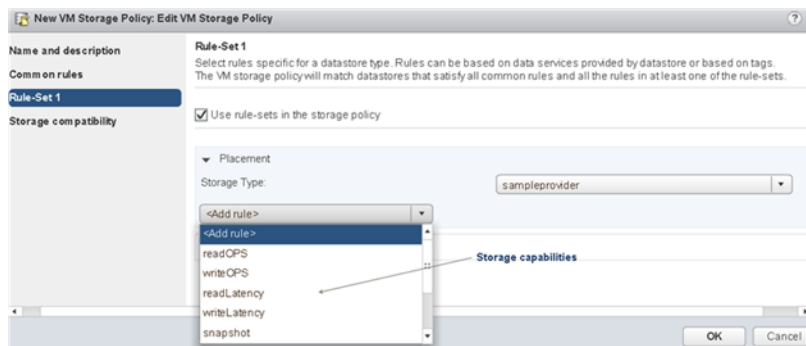 New VM Storage Policy: Edit VM Storage Policy
?
Name and description
Common rules
Rule-Set 1
Storage compatibility
Rule-Set 1
Select rules specific for a datastore type. Rules can be based on data services provided by datastore or based on tags.
The VM storage policy will match datastores that satisfy all common rules and all the rules in at least one of the rule-sets.
Use rule-sets in the storage policy
Placement
Storage Type:
sampleprovider
<Add rule>
<Add rule>
readOPS
writeOPS
readLatency
writeLatency
snapshot
Storage capabilities
OK
Cancel